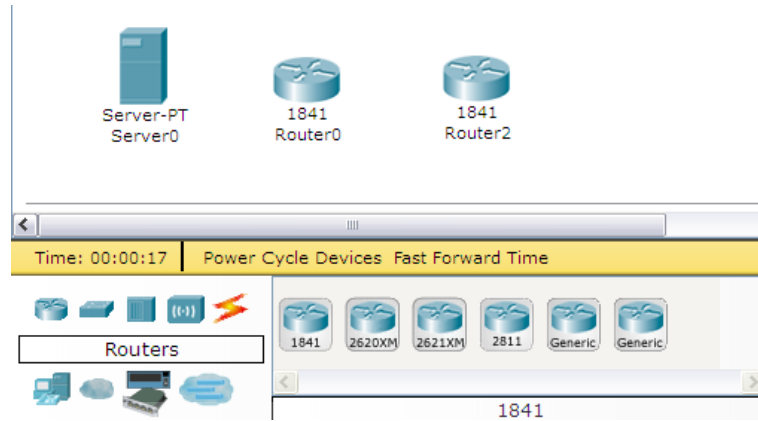 Server-PT
Server0
1841
Router0
1841
Router2
Time: 00:00:17 Power Cycle Devices Fast Forward Time
Routers
1841 2620XM 2621XM 2811 Generic Generic
1841